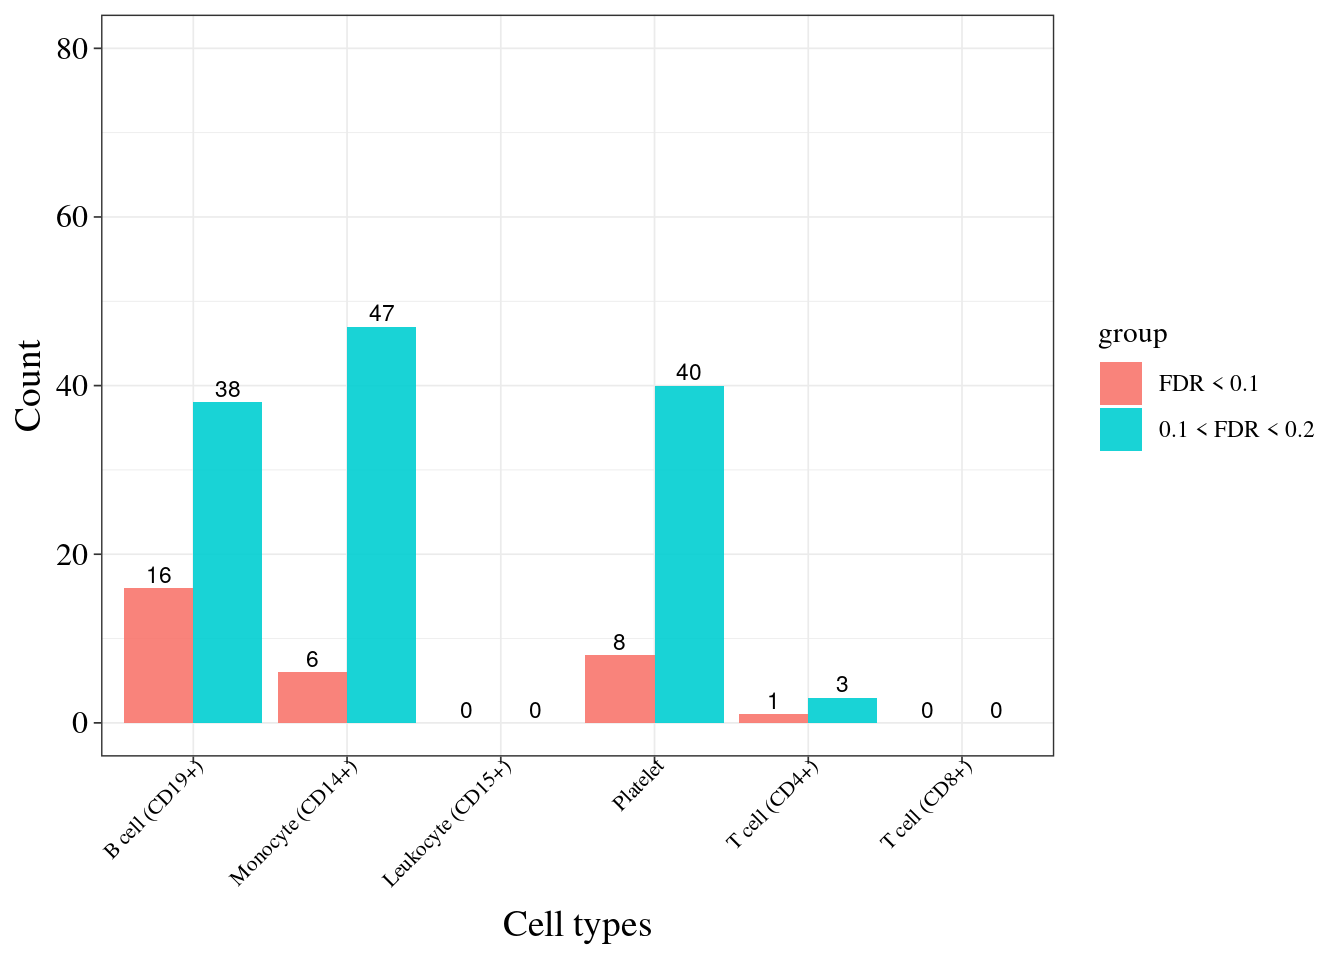 80
60
40
20
0
Count
16
38
6
47
0
0
8
40
1
3
0
0
B cell (CD19+)
Monocyte (CD14+)
Leukocyte (CD15+)
Platelet
T cell (CD4+)
T cell (CD8+)
Cell types
group
FDR < 0.1
0.1 < FDR < 0.2